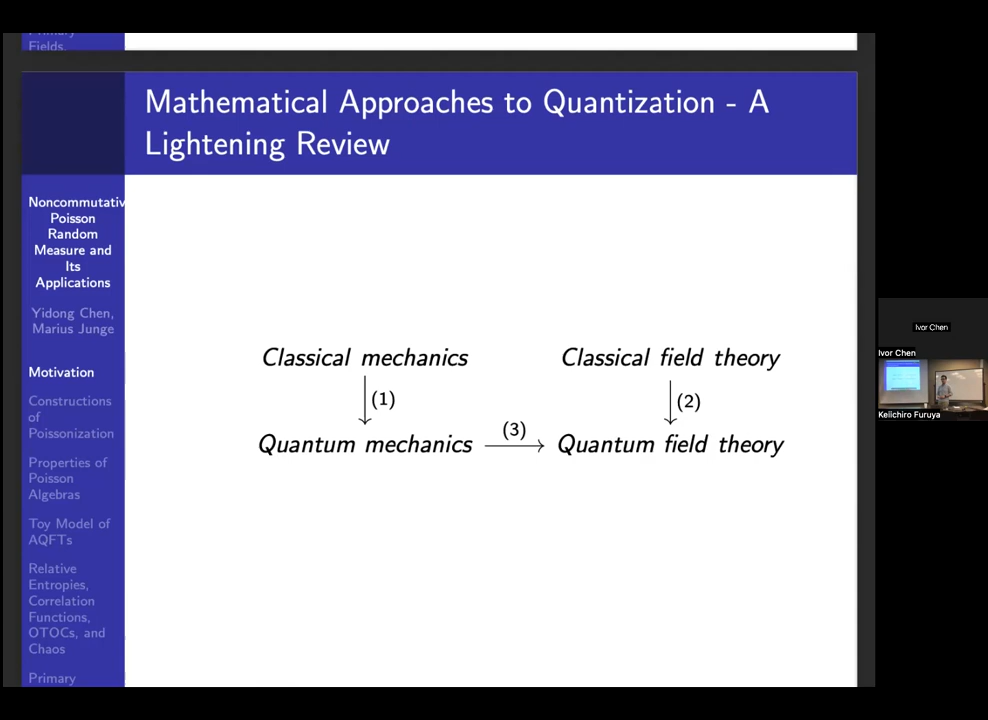 Primary
Fields.
Mathematical Approaches to Quantization - A
Lightening Review
Noncommutativ
Poisson
Random
Measure and
Its
Applications
Yidong Chen,
Marius Junge
Motivation
Constructions
of
Poissonization
Properties of
Poisson
Algebras
Toy Model of
AQFTs
Relative
Entropies,
Correlation
Functions,
OTOCs, and
Chaos
Primary
Classical mechanics
Classical field theory
(1)
(2)
(3)
Quantum mechanics
Quantum field theory
Ivor Chen
Ivor Chen
Keiichiro Furuya